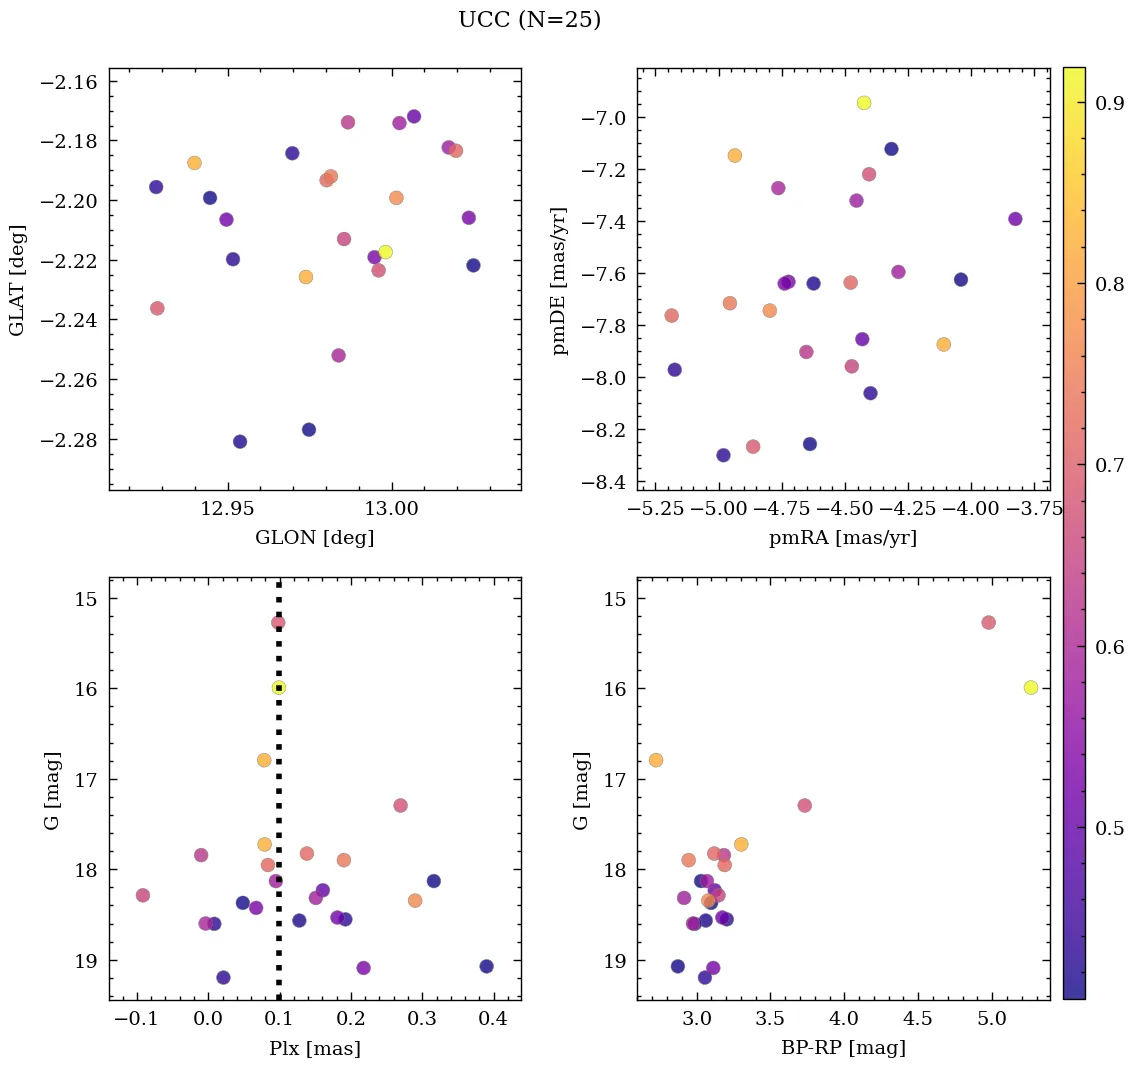 UCC (N=25)
−2.16
−2.18
−2.20
−2.22
−2.24
−2.26
−2.28
GLAT [deg]
12.95 13.00
GLON [deg]
−7.0
−7.2
−7.4
−7.6
−7.8
−8.0
−8.2
−8.4
pmDE [mas/yr]
−5.25 −5.00 −4.75 −4.50 −4.25 −4.00 −3.75
pmRA [mas/yr]
15
16
17
18
19
G [mag]
−0.1 0.0 0.1 0.2 0.3 0.4
Plx [mas]
15
16
17
18
19
G [mag]
3.0 3.5 4.0 4.5 5.0
BP-RP [mag]
0.9
0.8
0.7
0.6
0.5